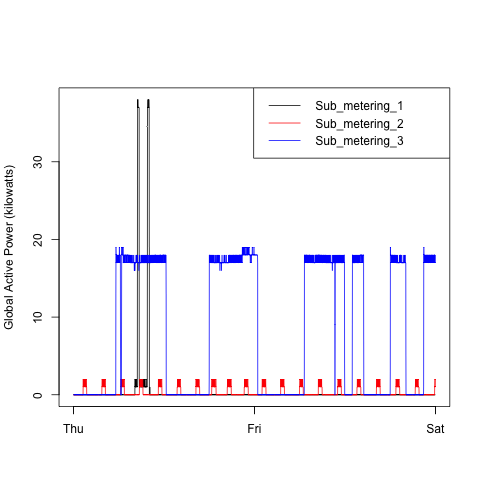 Sub_metering_1
Sub_metering_2
Sub_metering_3
Global Active Power (kilowatts)
30
20
10
0
Thu Fri Sat